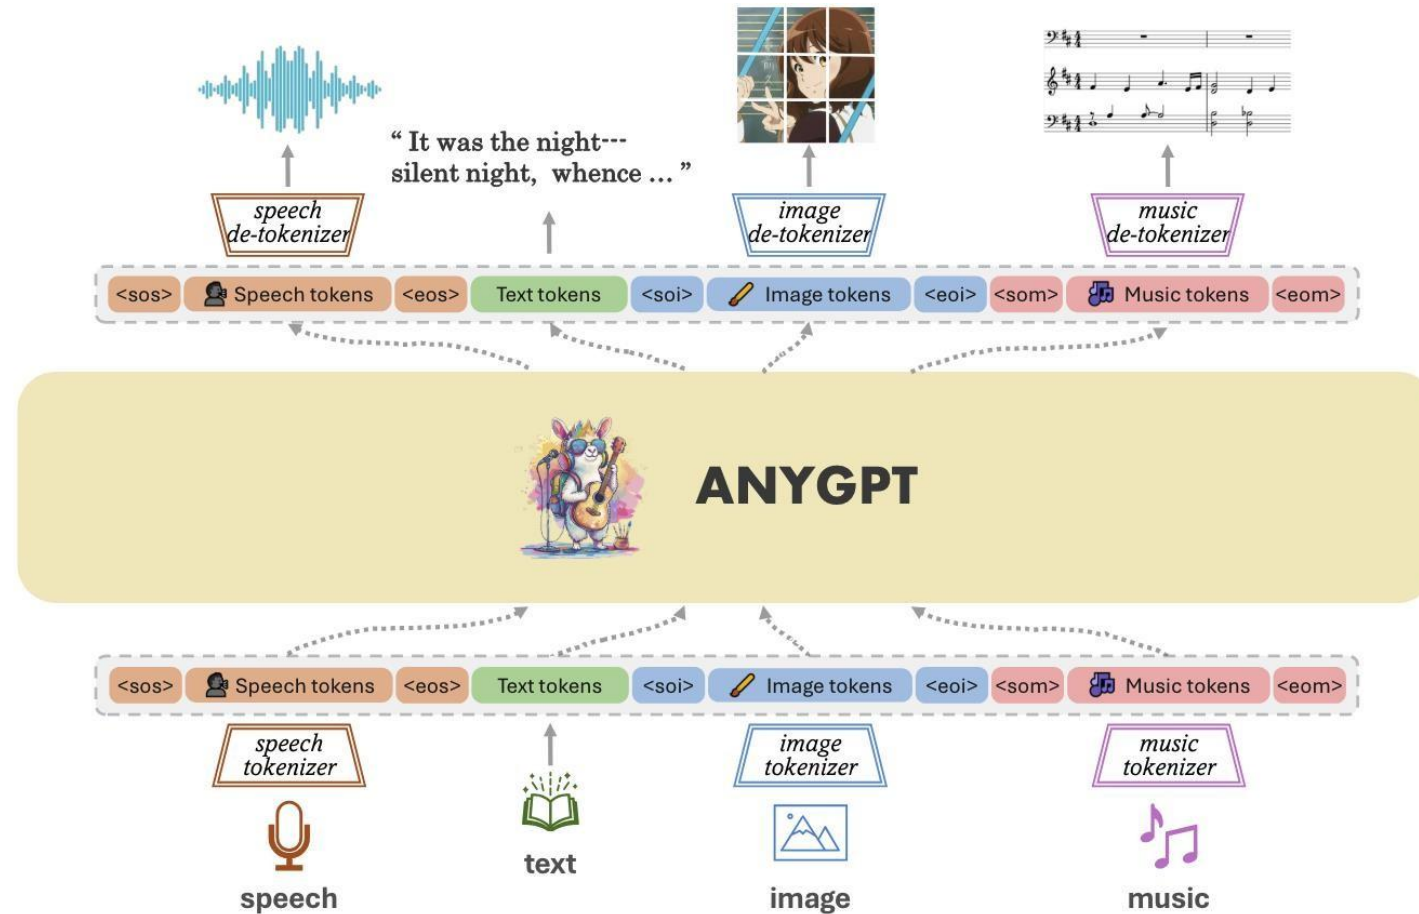 “ It was the night---
silent night, whence ... ”
speech
de-tokenizer
image
de-tokenizer
music
de-tokenizer
<sos> Speech tokens <eos> Text tokens <soi> Image tokens <eoi> <som> Music tokens <eom>
ANYGPT
<sos> Speech tokens <eos> Text tokens <soi> Image tokens <eoi> <som> Music tokens <eom>
speech
tokenizer
image
tokenizer
music
tokenizer
text
speech
image
music